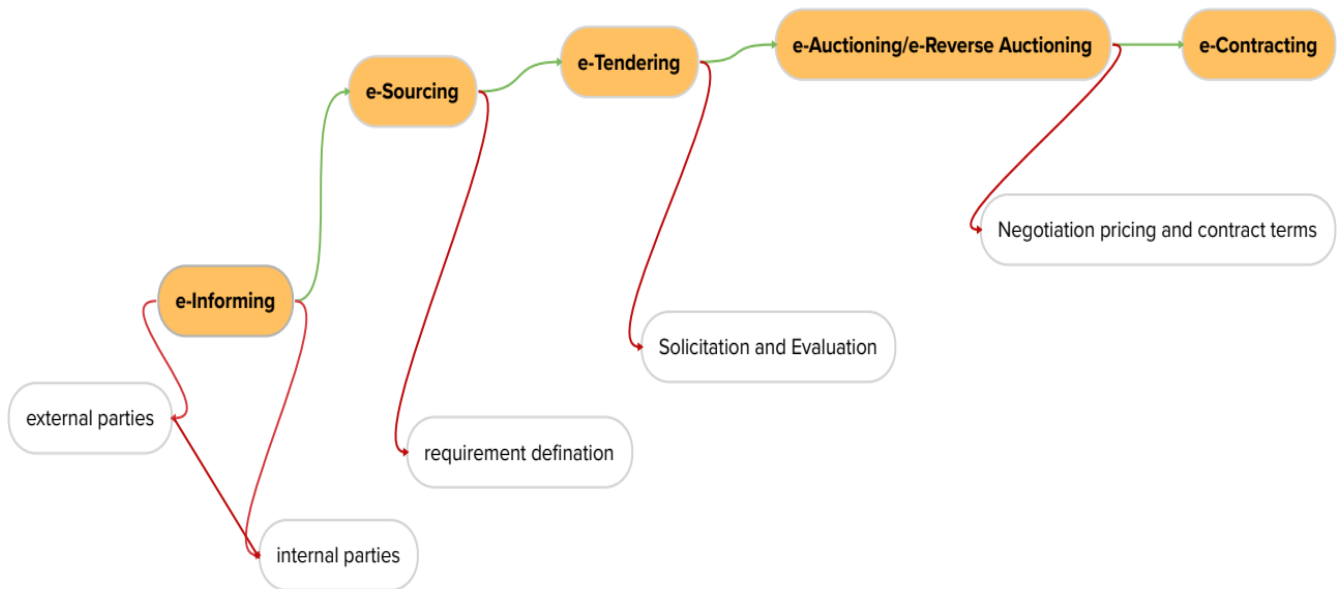 e-Auctioning/e-Reverse Auctioning
e-Contracting
e-Tendering
e-Sourcing
Negotiation pricing and contract terms
e-Informing
Solicitation and Evaluation
external parties
requirement defination
internal parties